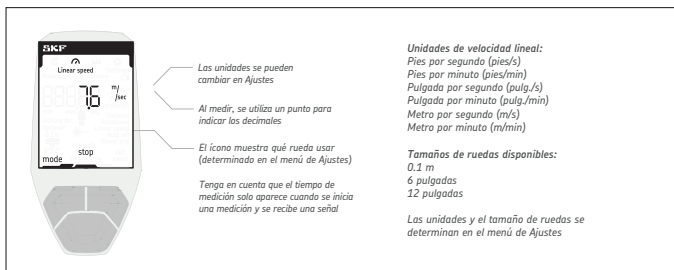 SKF
Linear speed
7.6 m/
/sec
stop
mode
Las unidades se pueden
cambiar en Ajustes
Al medir, se utiliza un punto para
indicar los decimales
El ícono muestra qué rueda usar
(determinado en el menú de Ajustes)
Tenga en cuenta que el tiempo de
medición solo aparece cuando se inicia
una medición y se recibe una señal
Unidades de velocidad lineal:
Pies por segundo (pies/s)
Pies por minuto (pies/min)
Pulgada por segundo (pulg./s)
Pulgada por minuto (pulg./min)
Metro por segundo (m/s)
Metro por minuto (m/min)
Tamaños de ruedas disponibles:
0.1 m
6 pulgadas
12 pulgadas
Las unidades y el tamaño de ruedas se
determinan en el menú de Ajustes